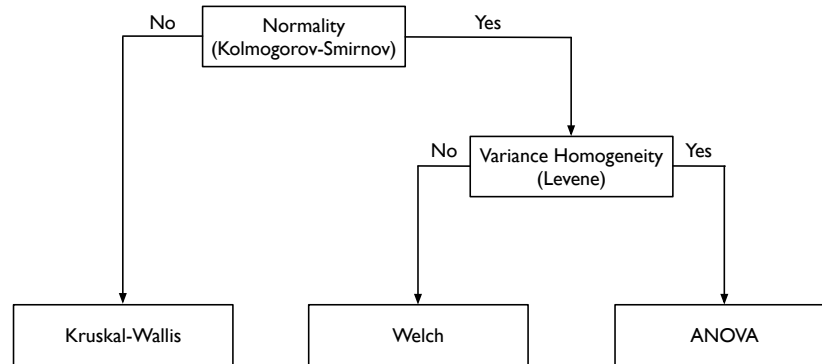 No
Normality
(Kolmogorov-Smirnov)
Yes
No
Variance Homogeneity
(Levene)
Yes
Kruskal-Wallis
Welch
ANOVA